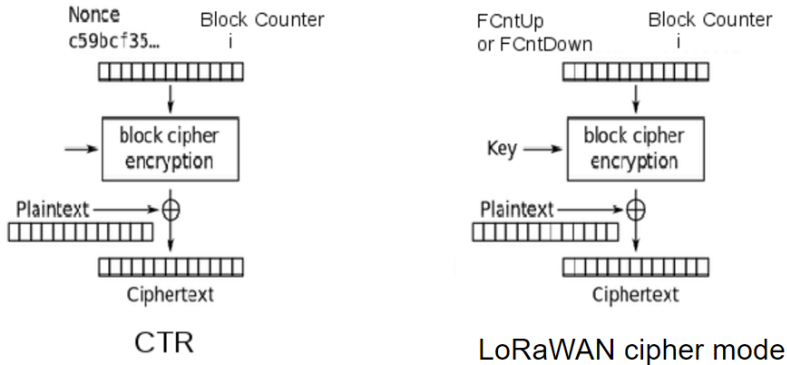 Nonce
c59bcf35...
Block Counter
i
block cipher
encryption
Plaintext
Ciphertext
CTR
FCntUp
or FCntDown
Block Counter
i
Key
block cipher
encryption
Plaintext
Ciphertext
LoRaWAN cipher mode